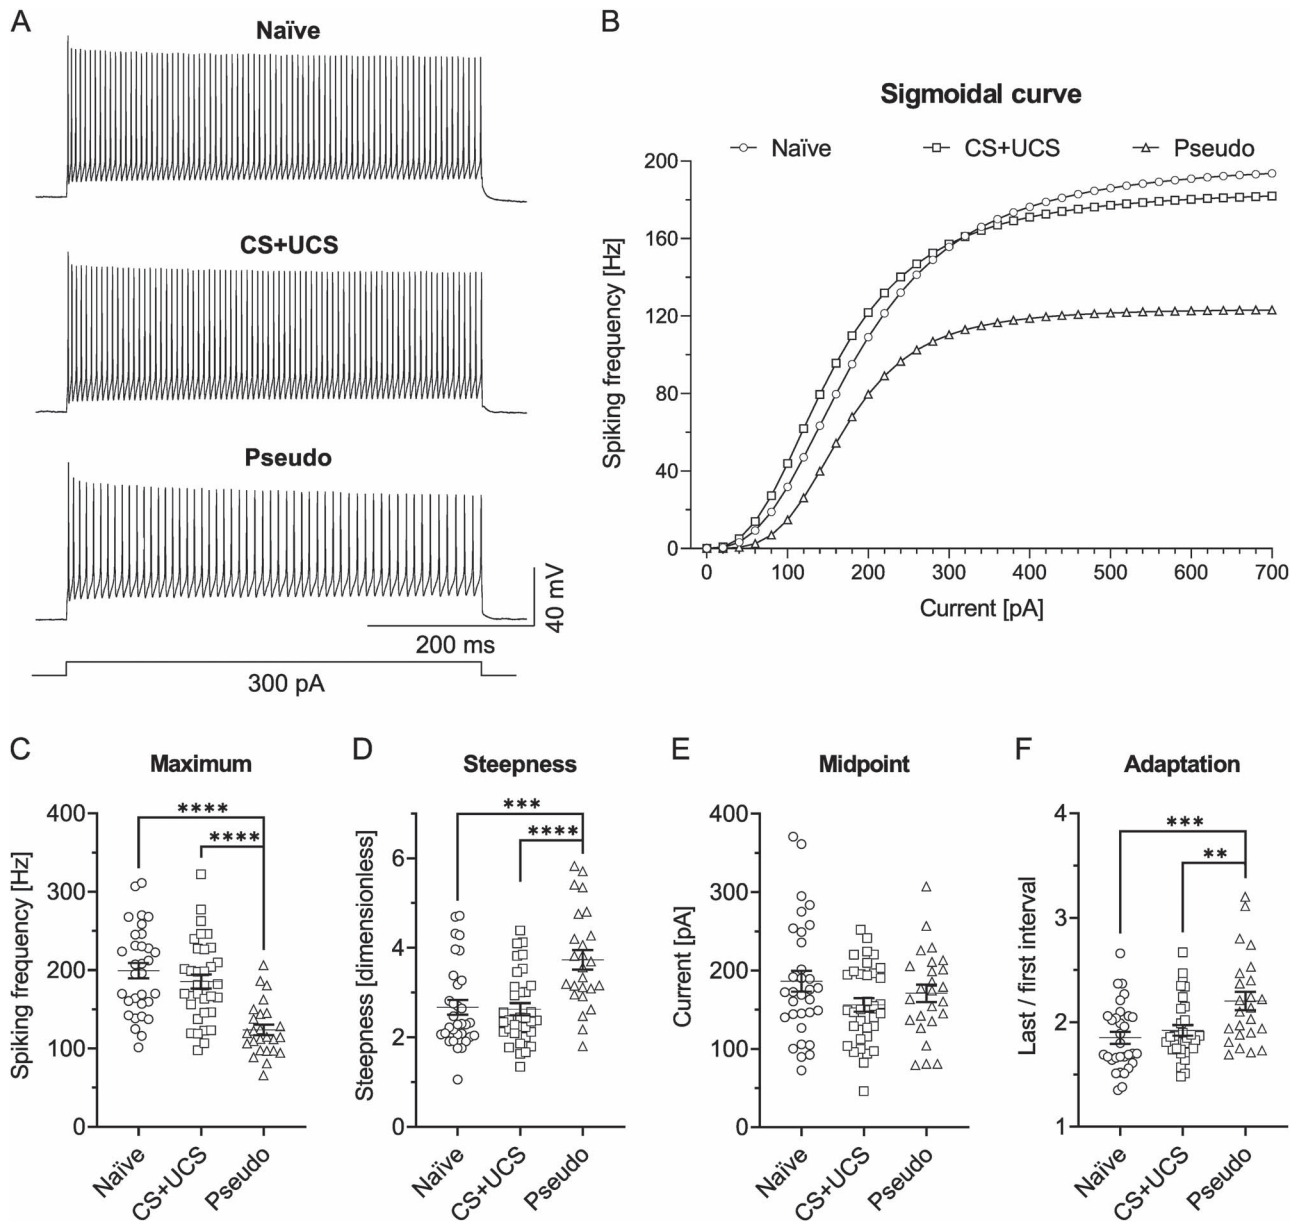 A
Naïve
CS+UCS
Pseudo
40 mV
200 ms
300 pA
B
Sigmoidal curve
Naïve CS+UCS Pseudo
Spiking frequency [Hz]
200
160
120
80
40
0
0 100 200 300 400 500 600 700
Current [pA]
C
Maximum
Spiking frequency [Hz]
400
300
200
100
0
****
****
Naïve CS+UCS Pseudo
D
Steepness
Steepness [dimensionless]
6
4
2
0
***
****
Naïve CS+UCS Pseudo
E
Midpoint
Current [pA]
400
300
200
100
0
Naïve CS+UCS Pseudo
F
Adaptation
Last / first interval
4
3
2
1
***
**
Naïve CS+UCS Pseudo